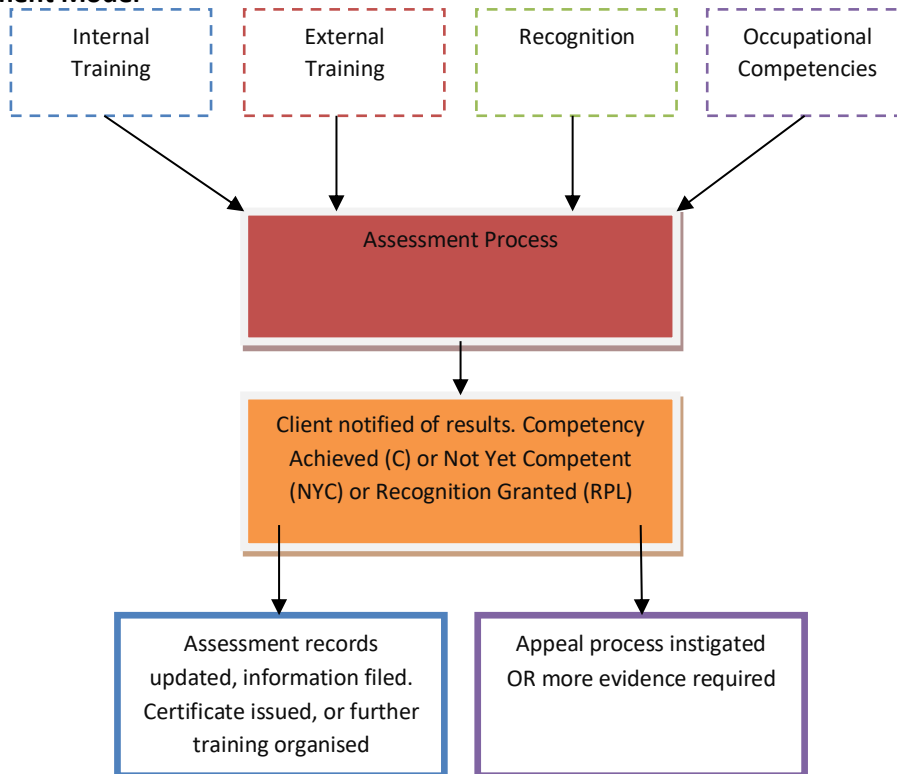 Internal
Training
External
Training
Recognition
Occupational
Competencies
Assessment Process
Client notified of results. Competency
Achieved (C) or Not Yet Competent
(NYC) or Recognition Granted (RPL)
Assessment records
updated, information filed.
Certificate issued, or further
training organised
Appeal process instigated
OR more evidence required